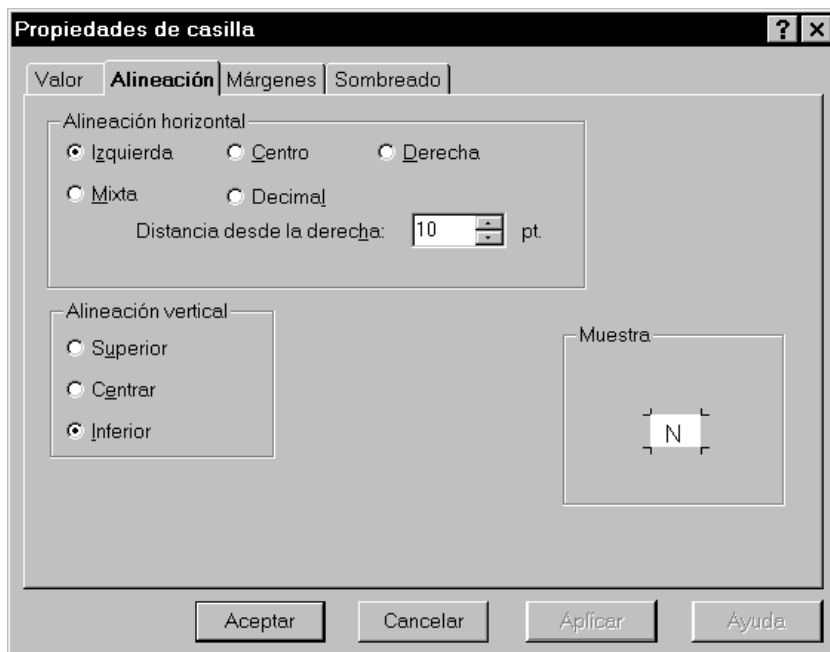 Propiedades de casilla
Valor Alineación Márgenes Sombreado
Alineación horizontal
Izquierda Centro Derecha
Mixta Decimal
Distancia desde la derecha: 10 pt.
Alineación vertical
Superior
Centrar
Inferior
Muestra
N
Aceptar Cancelar Aplicar Ayuda